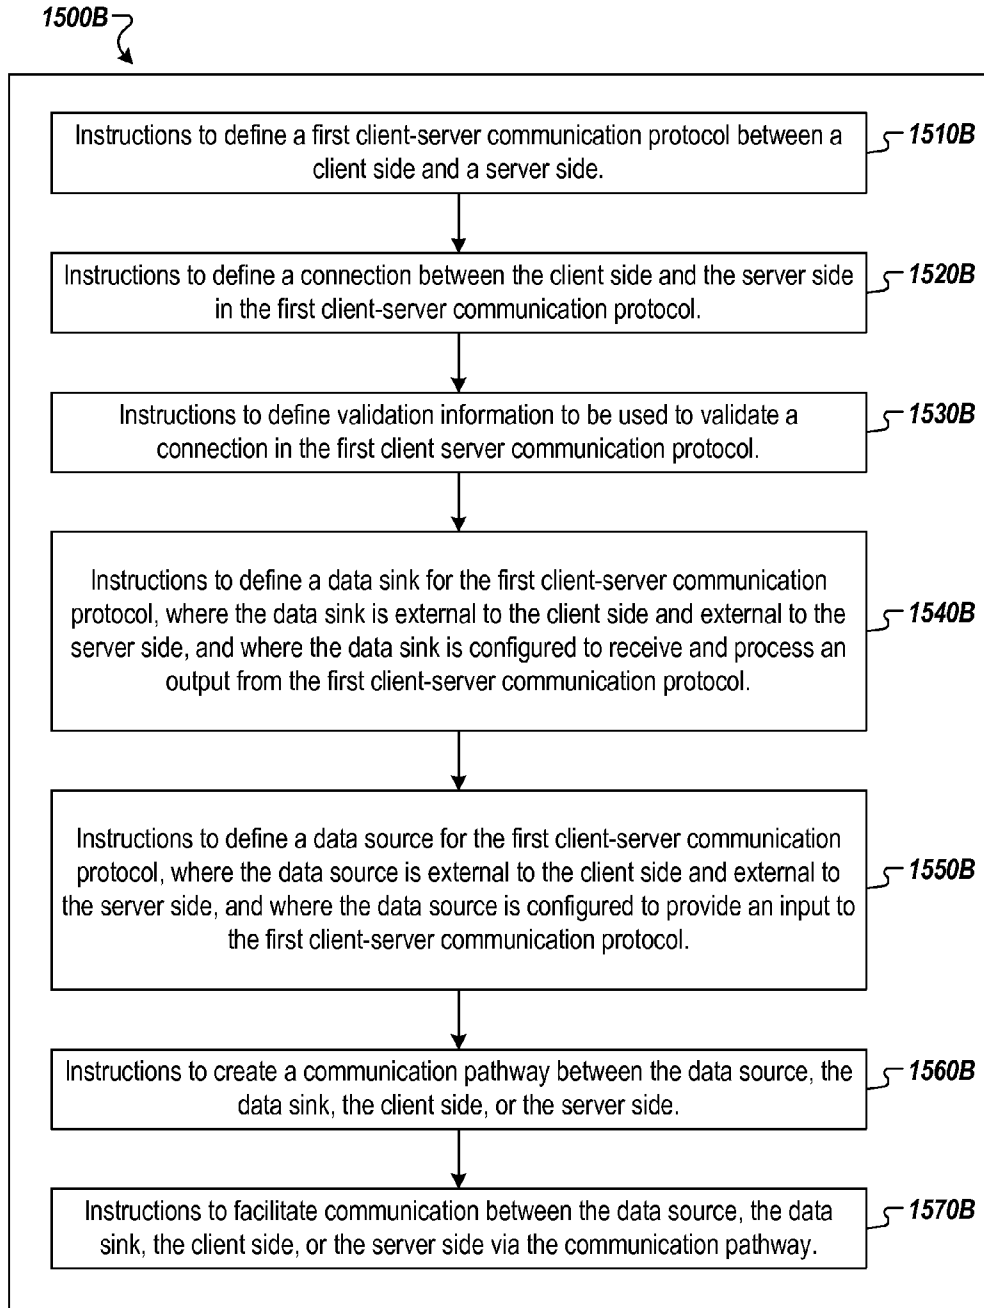 1500B
Instructions to define a first client-server communication protocol between a
client side and a server side.
1510B
Instructions to define a connection between the client side and the server side
in the first client-server communication protocol.
1520B
Instructions to define validation information to be used to validate a
connection in the first client server communication protocol.
1530B
Instructions to define a data sink for the first client-server communication
protocol, where the data sink is external to the client side and external to the
server side, and where the data sink is configured to receive and process an
output from the first client-server communication protocol.
1540B
Instructions to define a data source for the first client-server communication
protocol, where the data source is external to the client side and external to
the server side, and where the data source is configured to provide an input to
the first client-server communication protocol.
1550B
Instructions to create a communication pathway between the data source, the
data sink, the client side, or the server side.
1560B
Instructions to facilitate communication between the data source, the data
sink, the client side, or the server side via the communication pathway.
1570B